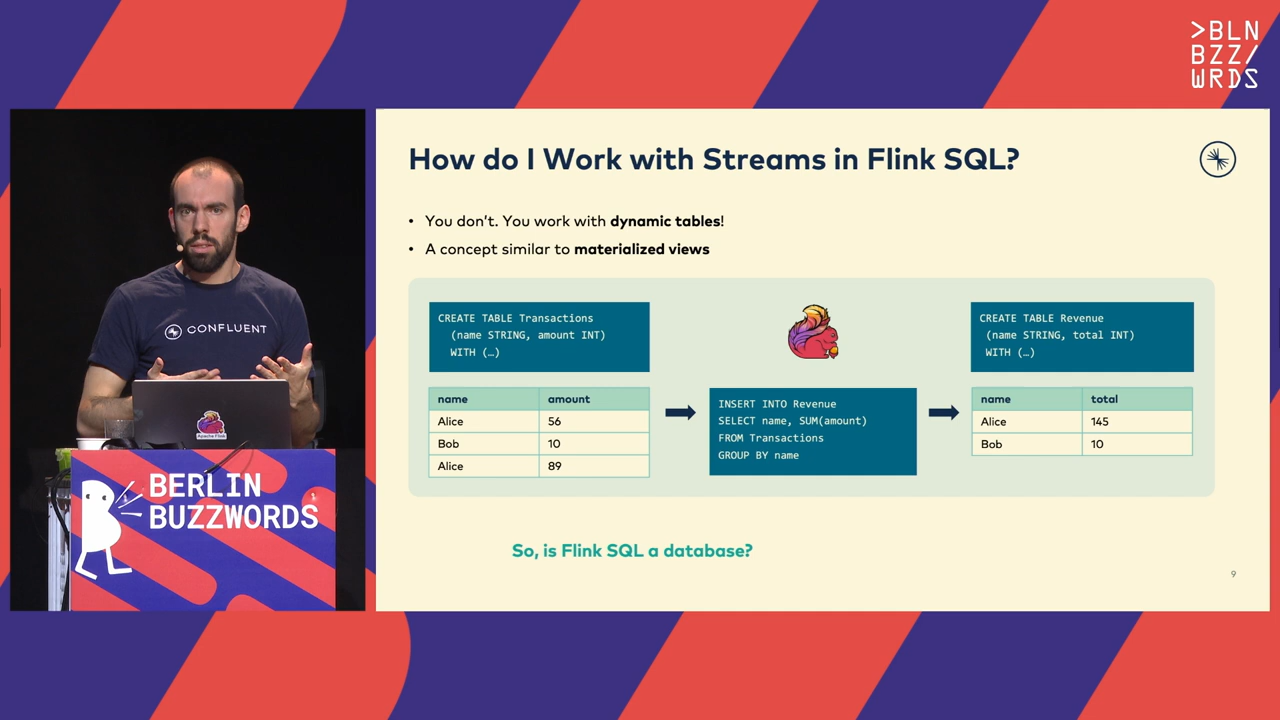 >BLN
BZZ/
WRDS
How do I Work with Streams in Flink SQL?
• You don't. You work with dynamic tables!
• A concept similar to materialized views
CREATE TABLE Transactions
(name STRING, amount INT)
WITH (…)
name amount
Alice 56
Bob 10
Alice 89
INSERT INTO Revenue
SELECT name, SUM(amount)
FROM Transactions
GROUP BY name
CREATE TABLE Revenue
(name STRING, total INT)
WITH (…)
name total
Alice 145
Bob 10
So, is Flink SQL a database?
9
CONFLUENT
Apache Flink
BERLIN
BUZZWORDS